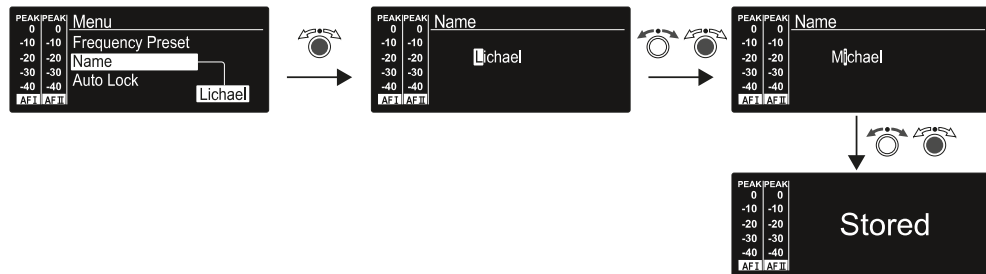 PEAK PEAK Menu
0 0
-10 -10 Frequency Preset
-20 -20 Name
-30 -30 Auto Lock
-40 -40 Lichael
AF I AF II
PEAK PEAK Name
0 0
-10 -10
-20 -20 Lichael
-30 -30
-40 -40
AF I AF II
PEAK PEAK Name
0 0
-10 -10
-20 -20 Michael
-30 -30
-40 -40
AF I AF II
PEAK PEAK
0 0
-10 -10
-20 -20 Stored
-30 -30
-40 -40
AF I AF II